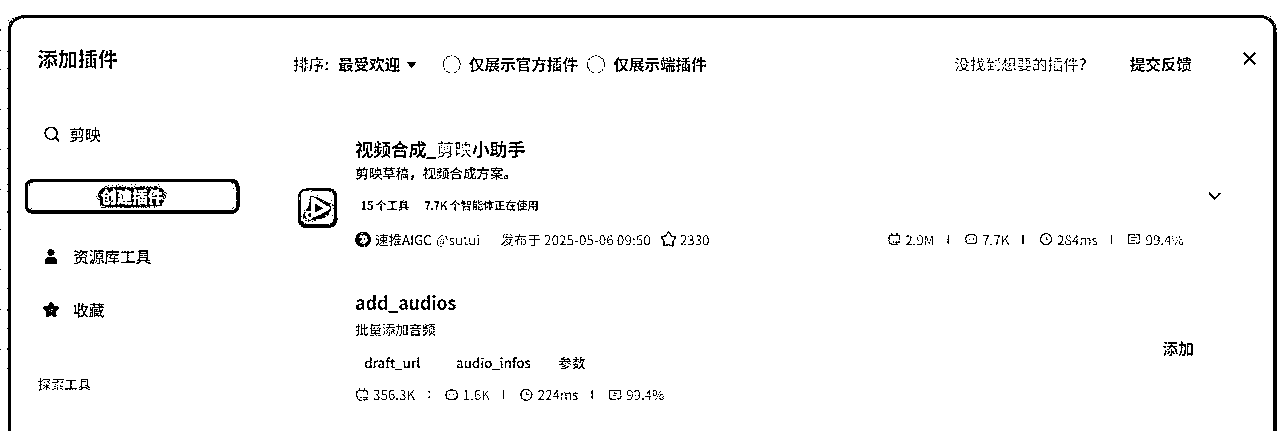 添加插件
排序: 最受欢迎
仅展示官方插件
仅展示端插件
没找到想要的插件?
提交反馈
剪映
创建插件
资源库工具
收藏
探索工具
视频合成_剪映小助手
剪映草稿，视频合成方案。
15个工具 7.7K个智能体正在使用
速推AIGC @sutui 发布于 2025-05-06 09:50 2330
2.9M 7.7K 284ms 99.4%
add_audios
批量添加音频
draft_url audio_infos 参数
添加
356.3K 1.6K 224ms 99.4%